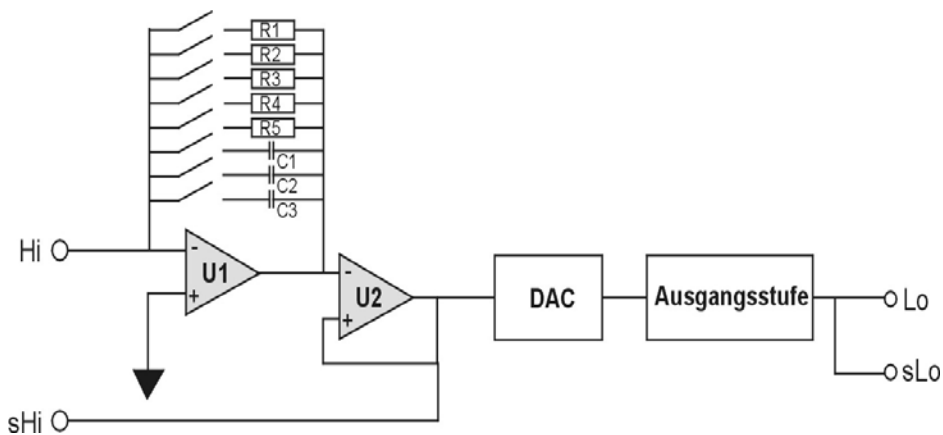 R1
R2
R3
R4
R5
C1
C2
C3
Hi
-
U1
+
-
U2
+
DAC
Ausgangsstufe
Lo
sLo
sHi